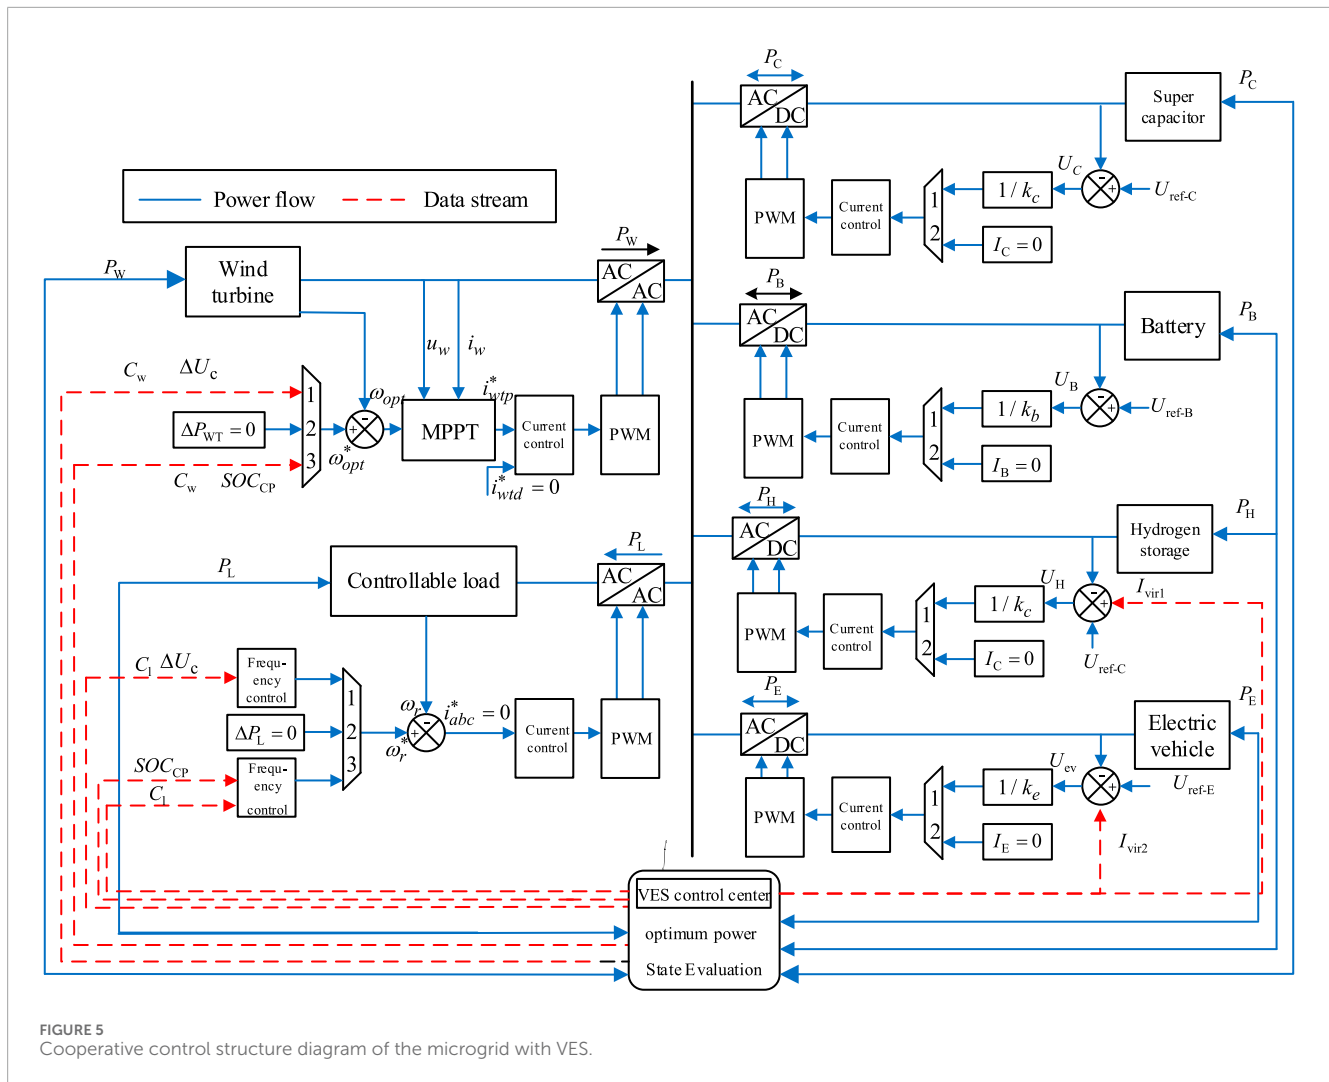 Power flow
Data stream
P_W
Wind
turbine
P_W
AC
AC
u_w
i_w
C_w ΔU_c
ΔP_WT = 0
C_w SOC_CP
1
2
3
ω_opt
-
+
ω*_opt
MPPT
i*_wtp
i*_wtd = 0
Current
control
PWM
P_L
Controllable load
P_L
AC
AC
C_l ΔU_c
Frequ-
ency
control
ΔP_L = 0
SOC_CP
C_l
Frequ-
ency
control
1
2
3
ω_r
-
+
ω*_r
i*_abc = 0
Current
control
PWM
P_C
AC
DC
Super
capacitor
P_C
PWM
Current
control
1
2
1 / k_c
I_C = 0
U_C
-
+
U_ref-C
P_B
AC
DC
Battery
P_B
PWM
Current
control
1
2
1 / k_b
I_B = 0
U_B
-
+
U_ref-B
P_H
AC
DC
Hydrogen
storage
P_H
PWM
Current
control
1
2
1 / k_c
I_C = 0
U_H
-
+
I_vir1
U_ref-C
P_E
AC
DC
Electric
vehicle
P_E
PWM
Current
control
1
2
1 / k_e
I_E = 0
U_ev
-
+
U_ref-E
I_vir2
VES control center
optimum power
State Evaluation
FIGURE 5
Cooperative control structure diagram of the microgrid with VES.